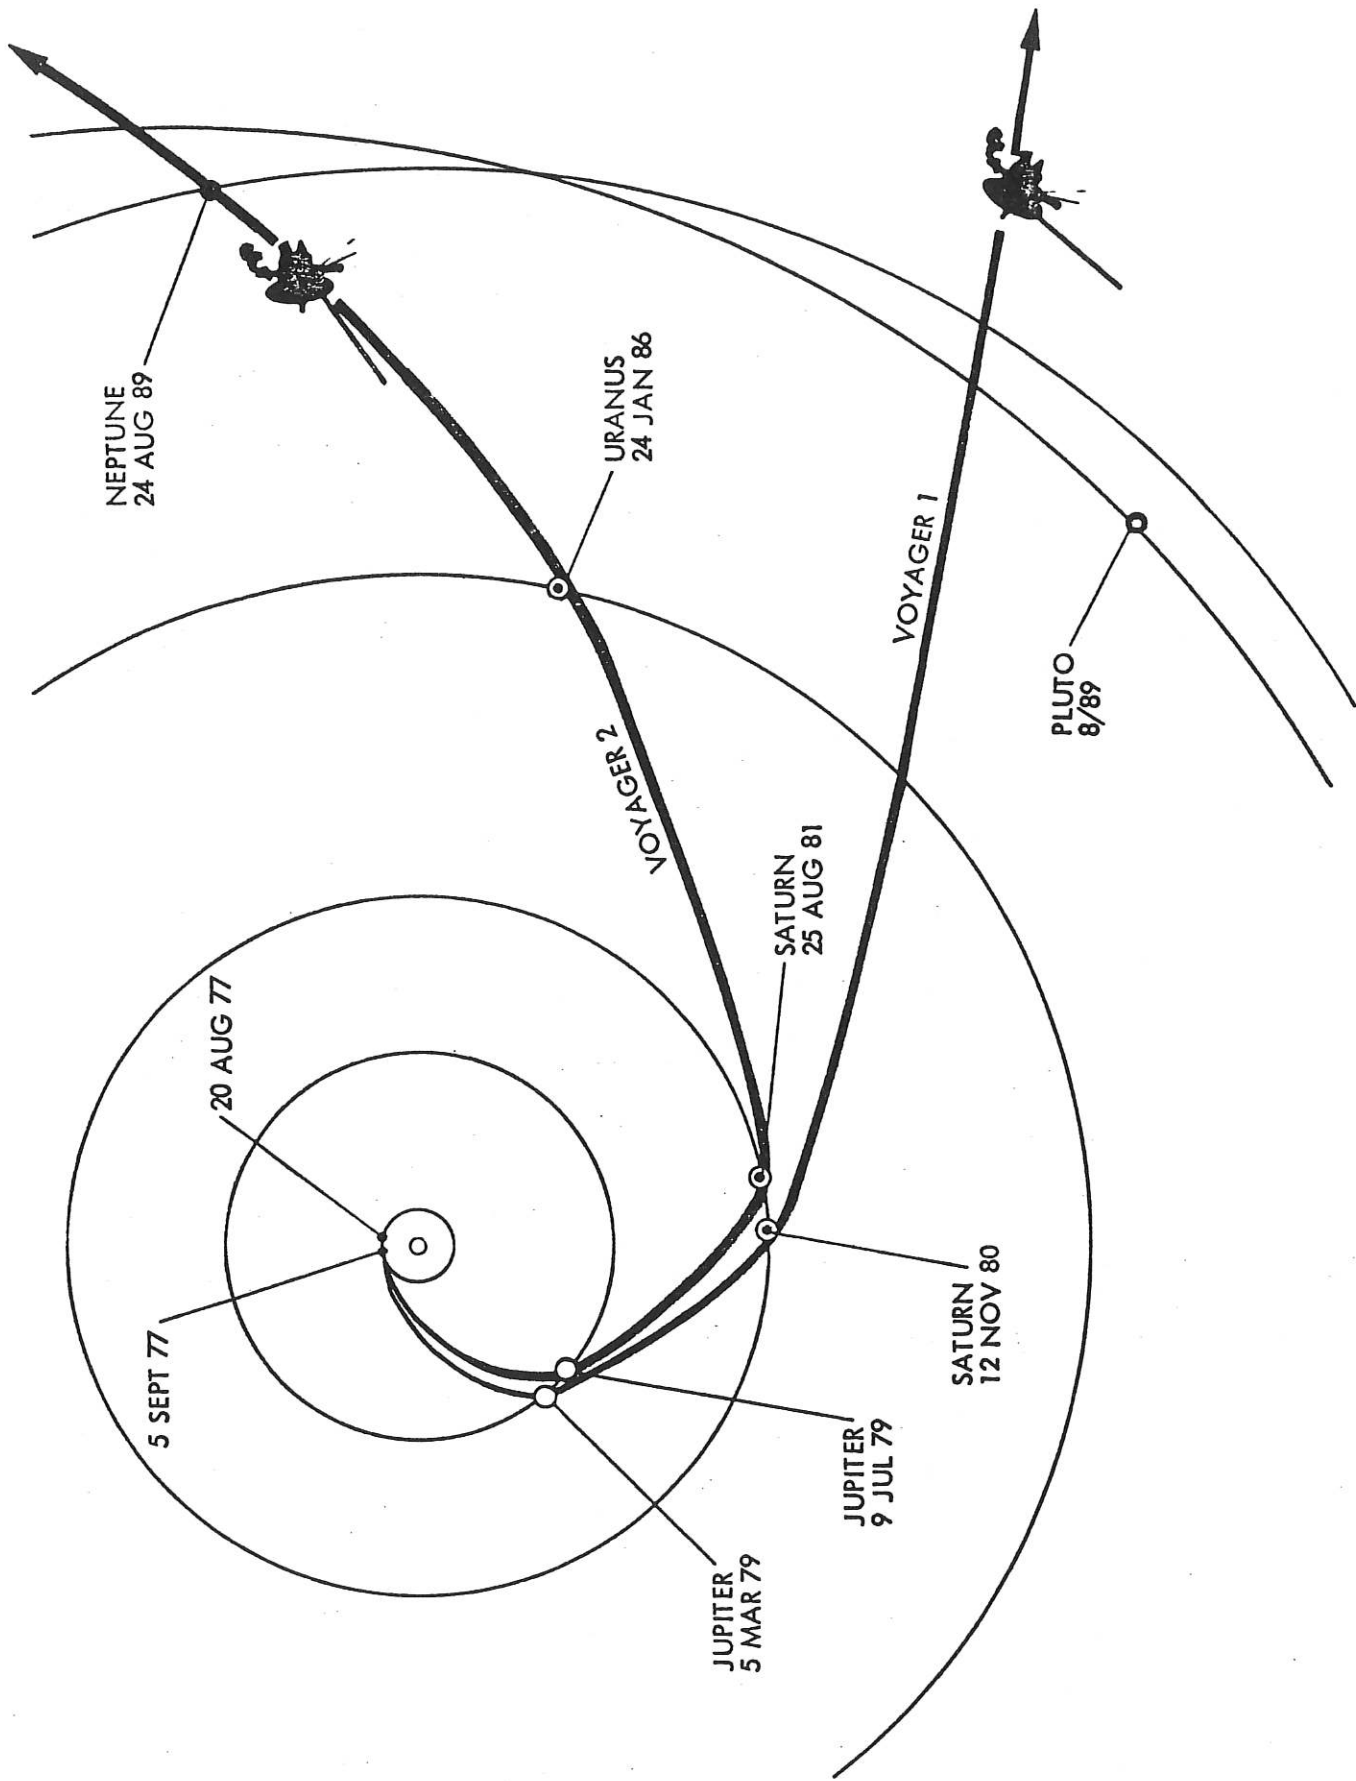 NEPTUNE
24 AUG 89
URANUS
24 JAN 86
20 AUG 77
5 SEPT 77
VOYAGER 2
VOYAGER 1
SATURN
25 AUG 81
PLUTO
8/89
SATURN
12 NOV 80
JUPITER
9 JUL 79
JUPITER
5 MAR 79